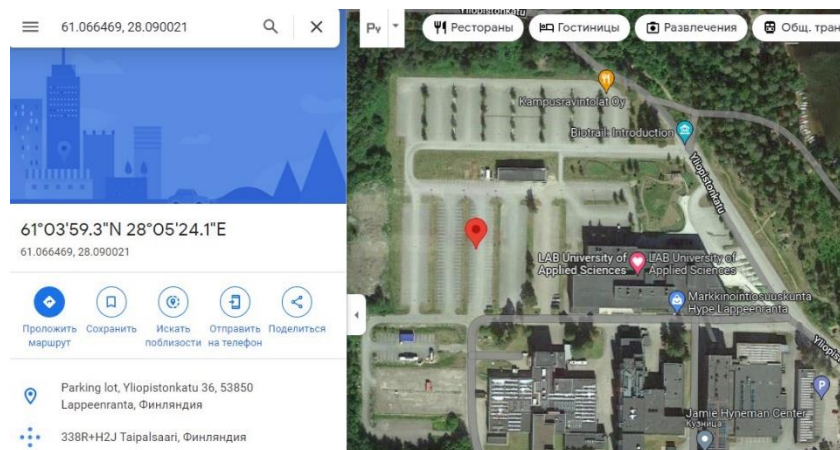 61.066469, 28.090021
Ру
Рестораны
Гостиницы
Развлечения
Общ. тран
Yliopistonkatu
Kampusravintolat Oy
Biotrail: Introduction
Yliopistonkatu
61°03'59.3"N 28°05'24.1"E
61.066469, 28.090021
LAB University of
Applied Sciences
LAB University of
Applied Sciences
Markkinointiosuuskunta
Hype Lappeenranta
Проложить
маршрут
Сохранить
Искать
поблизости
Отправить
на телефон
Поделиться
Yliopis
Parking lot, Yliopistonkatu 36, 53850
Lappeenranta, Финляндия
338R+H2J Taipalsaari, Финляндия
P
Jamie Hyneman Center
Кузница